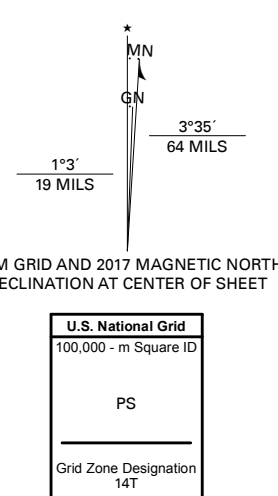 MN
GN
3°35´
64 MILS
1°3´
19 MILS
M GRID AND 2017 MAGNETIC NORTH
ECLINATION AT CENTER OF SHEET
U.S. National Grid
100,000 - m Square ID
PS
Grid Zone Designation
14T